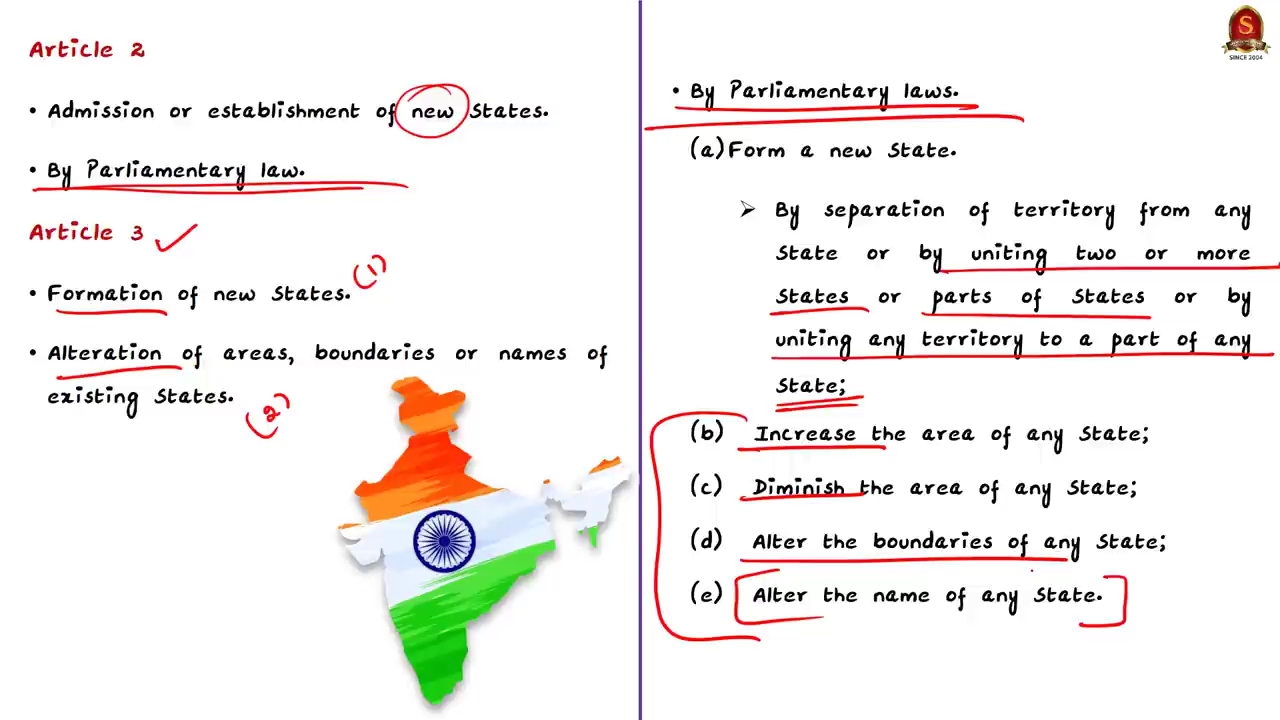 Article 2
• Admission or establishment of new States.
• By Parliamentary law.
Article 3
• Formation of new States. (1)
• Alteration of areas, boundaries or names of
existing States. (2)
S
SINCE 2004
• By Parliamentary laws.
(a) Form a new State.
➢ By separation of territory from any
State or by uniting two or more
States or parts of States or by
uniting any territory to a part of any
State;
(b) Increase the area of any State;
(c) Diminish the area of any State;
(d) Alter the boundaries of any State;
(e) Alter the name of any State.